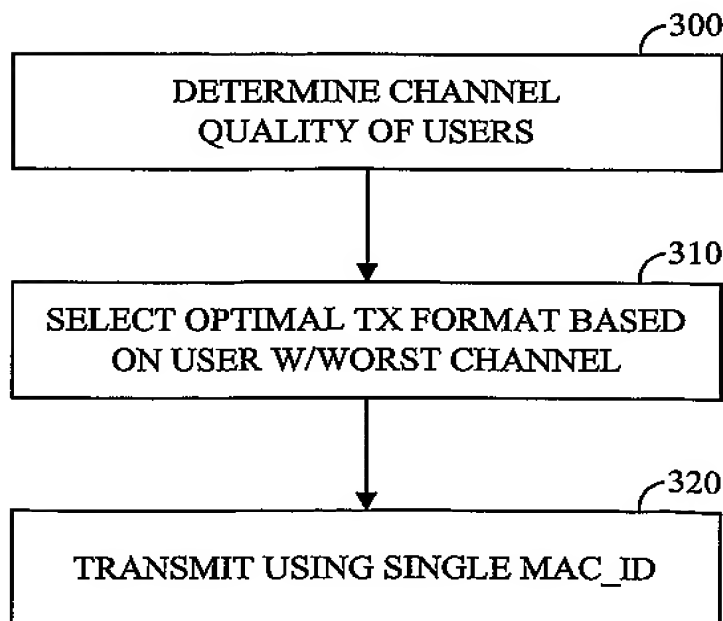 300
DETERMINE CHANNEL
QUALITY OF USERS
310
SELECT OPTIMAL TX FORMAT BASED
ON USER W/WORST CHANNEL
320
TRANSMIT USING SINGLE MAC_ID